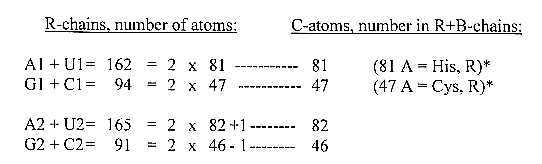 R-chains, number of atoms: C-atoms, number in R+B-chains:
A1 + U1= 162 = 2 x 81 ----------- 81 (81 A = His, R)*
G1 + C1= 94 = 2 x 47 ----------- 47 (47 A = Cys, R)*
A2 + U2= 165 = 2 x 82 +1 -------- 82
G2 + C2= 91 = 2 x 46 - 1 -------- 46